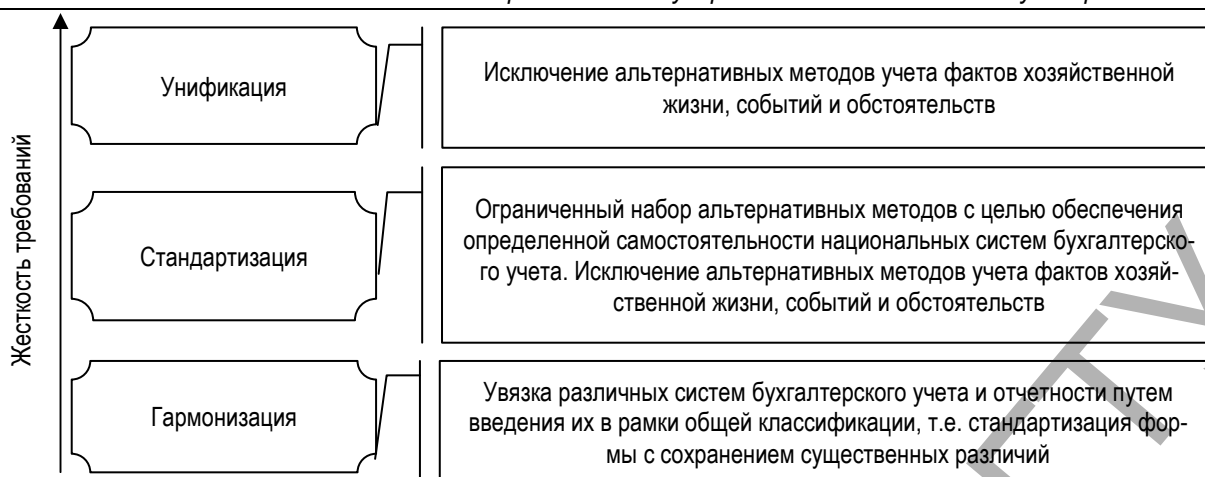 Жесткость требований
Унификация
Исключение альтернативных методов учета фактов хозяйственной
жизни, событий и обстоятельств
Стандартизация
Ограниченный набор альтернативных методов с целью обеспечения
определенной самостоятельности национальных систем бухгалтерско-
го учета. Исключение альтернативных методов учета фактов хозяй-
ственной жизни, событий и обстоятельств
Гармонизация
Увязка различных систем бухгалтерского учета и отчетности путем
введения их в рамки общей классификации, т.е. стандартизация фор-
мы с сохранением существенных различий